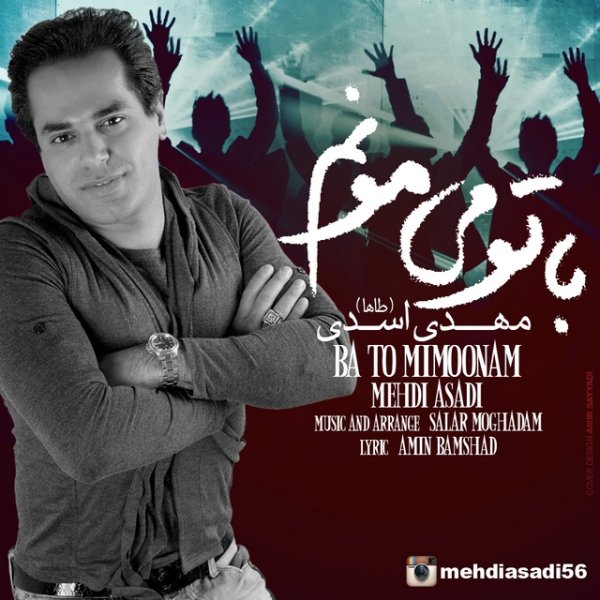 با تو می مونم
(طاها)
مهدی اسدی
BA TO MIMOONAM
MEHDI ASADI
MUSIC AND ARRANGE SALAR MOGHADAM
LYRIC AMIN BAMSHAD
COVER DESIGN AMIR SAYYADI
mehdiasadi56